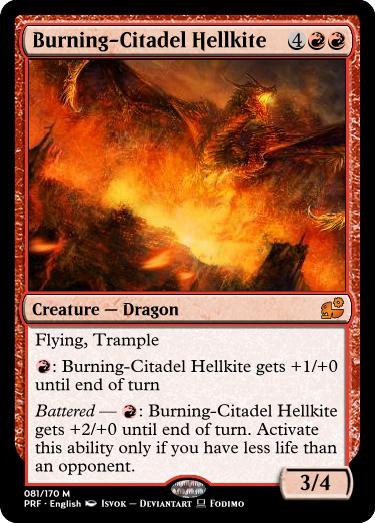 Burning-Citadel Hellkite 4
Creature — Dragon
Flying, Trample
: Burning-Citadel Hellkite gets +1/+0
until end of turn
Battered — : Burning-Citadel Hellkite
gets +2/+0 until end of turn. Activate
this ability only if you have less life than
an opponent.
3/4
081/170 M
PRF • English Isvok — Deviantart Fodimo